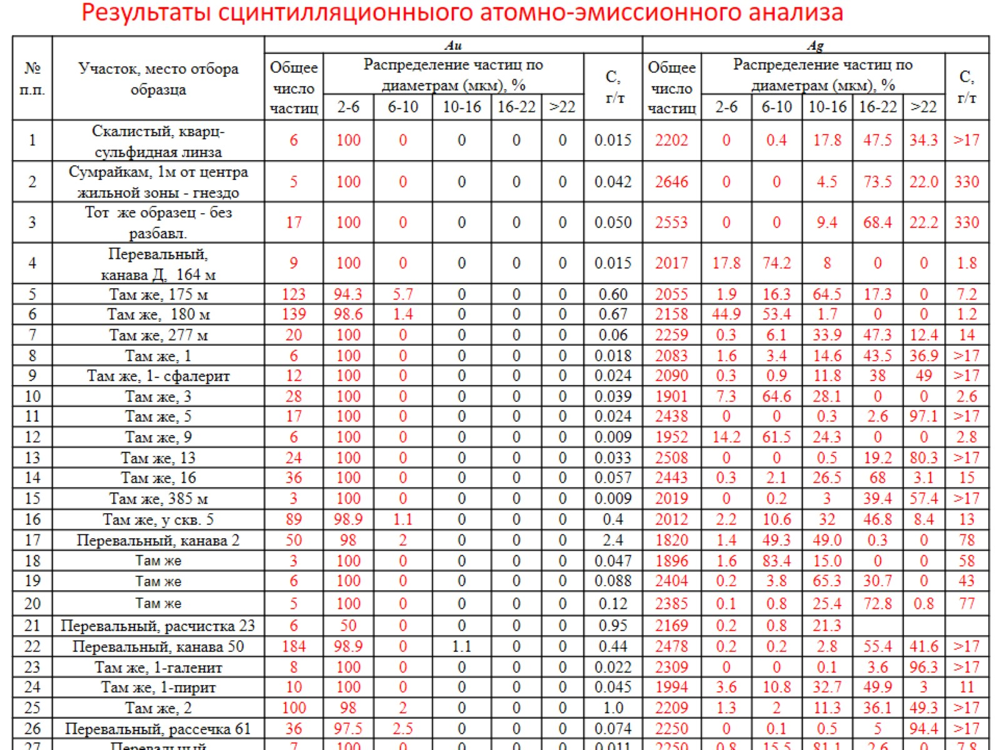 Результаты сцинтилляционныого атомно-эмиссионного анализа
№ п.п. Участок, место отбора образца Au Ag
Общее число частиц Распределение частиц по диаметрам (мкм), % С, г/т Общее число частиц Распределение частиц по диаметрам (мкм), % С, г/т
2-6 6-10 10-16 16-22 >22 2-6 6-10 10-16 16-22 >22
1 Скалистый, кварц-сульфидная линза 6 100 0 0 0 0 0.015 2202 0 0.4 17.8 47.5 34.3 >17
2 Сумрайкам, 1м от центра жильной зоны - гнездо 5 100 0 0 0 0 0.042 2646 0 0 4.5 73.5 22.0 330
3 Тот же образец - без разбавл. 17 100 0 0 0 0 0.050 2553 0 0 9.4 68.4 22.2 330
4 Перевальный, канава Д, 164 м 9 100 0 0 0 0 0.015 2017 17.8 74.2 8 0 0 1.8
5 Там же, 175 м 123 94.3 5.7 0 0 0 0.60 2055 1.9 16.3 64.5 17.3 0 7.2
6 Там же, 180 м 139 98.6 1.4 0 0 0 0.67 2158 44.9 53.4 1.7 0 0 1.2
7 Там же, 277 м 20 100 0 0 0 0 0.06 2259 0.3 6.1 33.9 47.3 12.4 14
8 Там же, 1 6 100 0 0 0 0 0.018 2083 1.6 3.4 14.6 43.5 36.9 >17
9 Там же, 1- сфалерит 12 100 0 0 0 0 0.024 2090 0.3 0.9 11.8 38 49 >17
10 Там же, 3 28 100 0 0 0 0 0.039 1901 7.3 64.6 28.1 0 0 2.6
11 Там же, 5 17 100 0 0 0 0 0.024 2438 0 0 0.3 2.6 97.1 >17
12 Там же, 9 6 100 0 0 0 0 0.009 1952 14.2 61.5 24.3 0 0 2.8
13 Там же, 13 24 100 0 0 0 0 0.033 2508 0 0 0.5 19.2 80.3 >17
14 Там же, 16 36 100 0 0 0 0 0.057 2443 0.3 2.1 26.5 68 3.1 15
15 Там же, 385 м 3 100 0 0 0 0 0.009 2019 0 0.2 3 39.4 57.4 >17
16 Там же, у скв. 5 89 98.9 1.1 0 0 0 0.4 2012 2.2 10.6 32 46.8 8.4 13
17 Перевальный, канава 2 50 98 2 0 0 0 2.4 1820 1.4 49.3 49.0 0.3 0 78
18 Там же 3 100 0 0 0 0 0.047 1896 1.6 83.4 15.0 0 0 58
19 Там же 6 100 0 0 0 0 0.088 2404 0.2 3.8 65.3 30.7 0 43
20 Там же 5 100 0 0 0 0 0.12 2385 0.1 0.8 25.4 72.8 0.8 77
21 Перевальный, расчистка 23 6 50 0 0 0 0 0.95 2169 0.2 0.8 21.3
22 Перевальный, канава 50 184 98.9 0 1.1 0 0 0.44 2478 0.2 0.2 2.8 55.4 41.6 >17
23 Там же, 1-галенит 8 100 0 0 0 0 0.022 2309 0 0 0.1 3.6 96.3 >17
24 Там же, 1-пирит 10 100 0 0 0 0 0.045 1994 3.6 10.8 32.7 49.9 3 11
25 Там же, 2 100 98 2 0 0 0 1.0 2209 1.3 2 11.3 36.1 49.3 >17
26 Перевальный, рассечка 61 36 97.5 2.5 0 0 0 0.074 2250 0 0.1 0.5 5 94.4 >17
27 Перевальный 7 100 0 0 0 0 0.011 2250 0.8 15.5 81.1 2.6 0 7.8